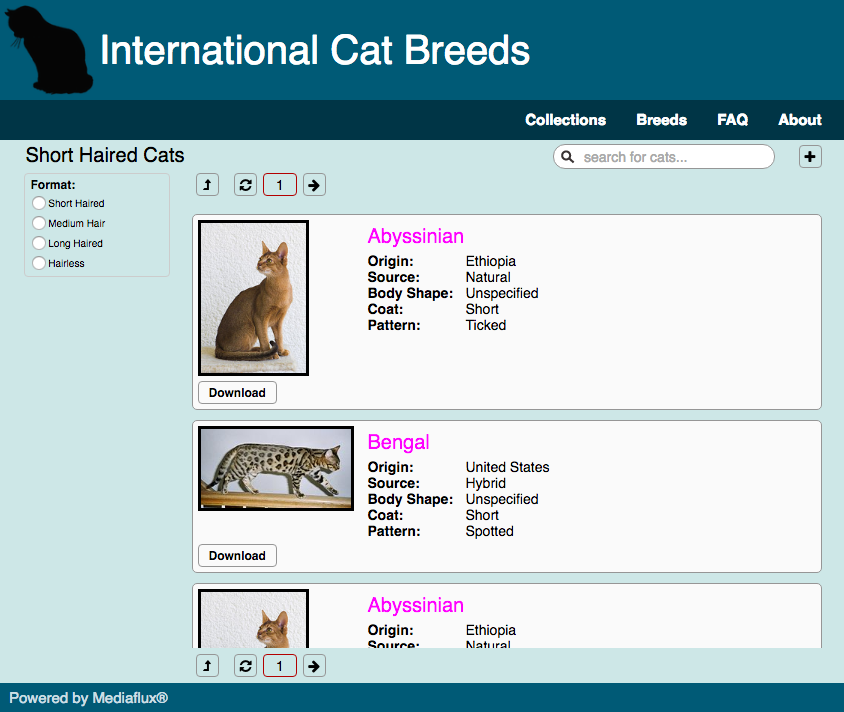 International Cat Breeds
Collections Breeds FAQ About
Short Haired Cats
search for cats...
Format:
Short Haired
Medium Hair
Long Haired
Hairless
1
Abyssinian
Origin: Ethiopia
Source: Natural
Body Shape: Unspecified
Coat: Short
Pattern: Ticked
Download
Bengal
Origin: United States
Source: Hybrid
Body Shape: Unspecified
Coat: Short
Pattern: Spotted
Download
Abyssinian
Origin: Ethiopia
Source: Natural
1
Powered by Mediaflux®